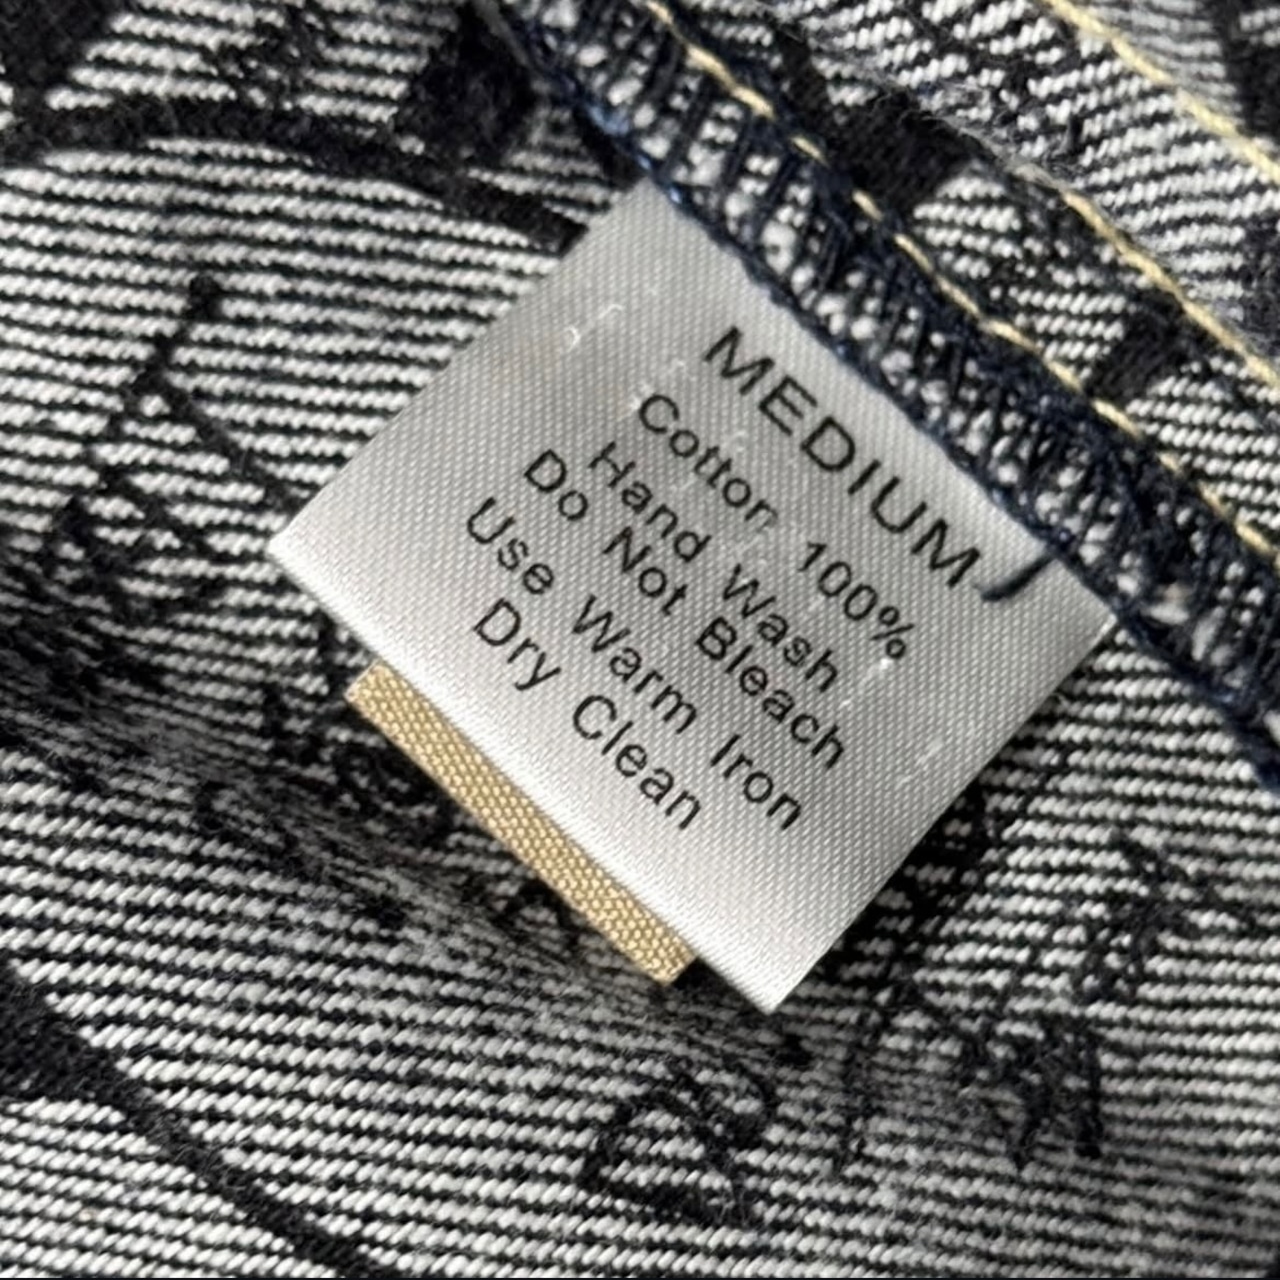 MEDIUM
Cotton 100%
Hand Wash
Do Not Bleach
Use Warm Iron
Dry Clean